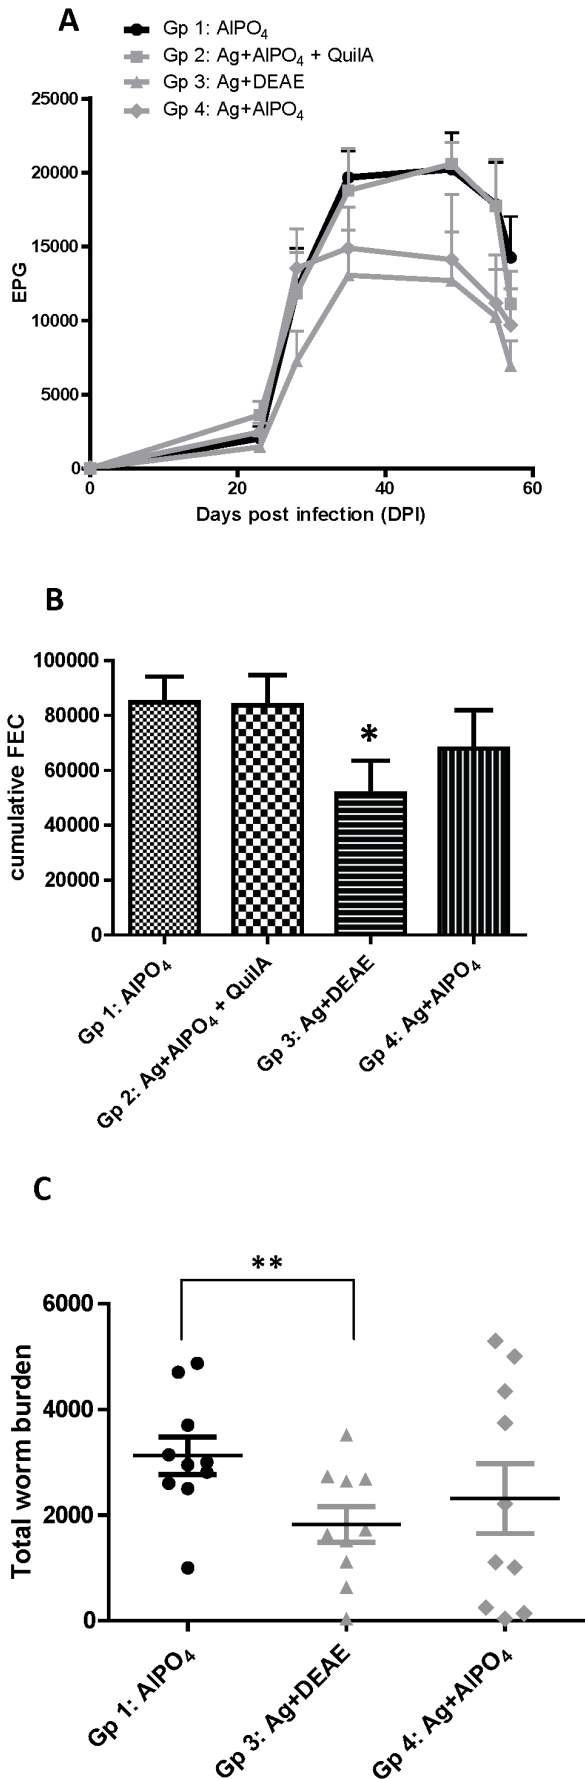 A
Gp 1: AlPO4
Gp 2: Ag+AlPO4 + QuilA
Gp 3: Ag+DEAE
Gp 4: Ag+AlPO4
25000
20000
15000
10000
5000
0
EPG
0 20 40 60
Days post infection (DPI)
B
100000
80000
60000
40000
20000
0
cumulative FEC
*
Gp 1: AlPO4
Gp 2: Ag+AlPO4 + QuilA
Gp 3: Ag+DEAE
Gp 4: Ag+AlPO4
C
**
6000
4000
2000
0
Total worm burden
Gp 1: AlPO4
Gp 3: Ag+DEAE
Gp 4: Ag+AlPO4